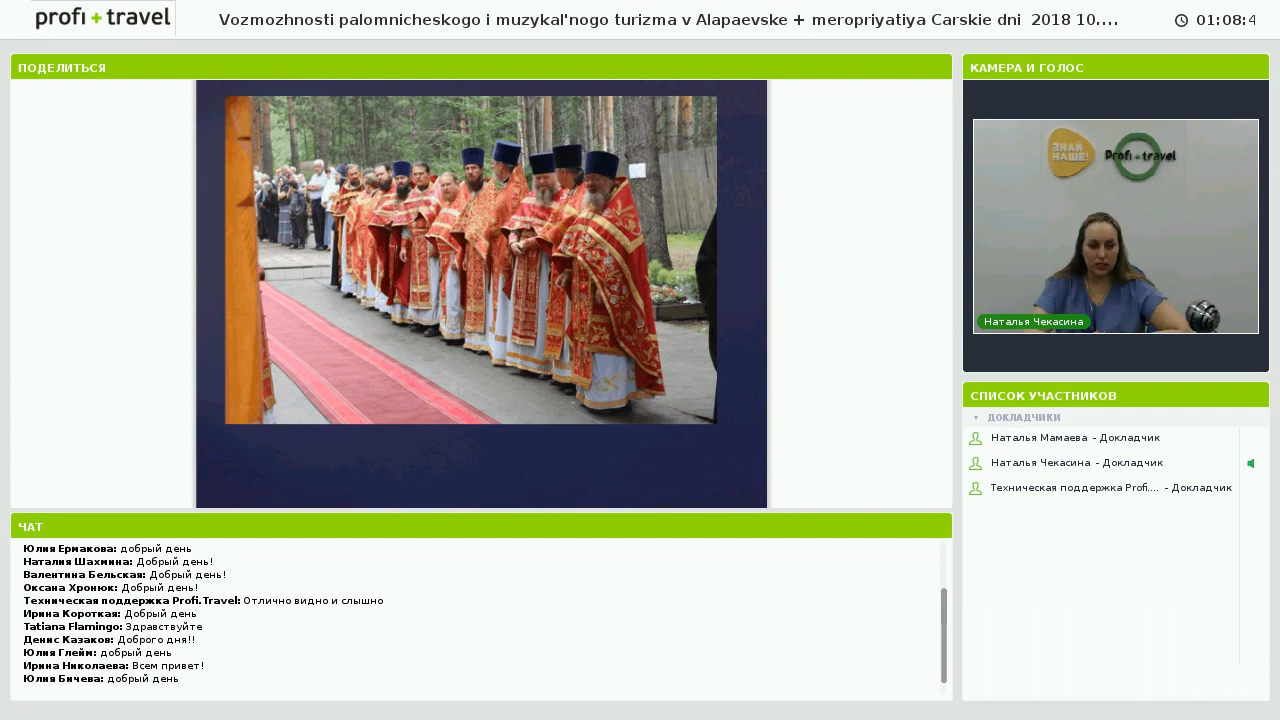 profi + travel
Vozmozhnosti palomnicheskogo i muzykal'nogo turizma v Alapaevske + meropriyatiya Carskie dni 2018 10....
01:08:4
ПОДЕЛИТЬСЯ
КАМЕРА И ГОЛОС
ЗНАЙ
НАШЕ!
Profi + travel
Наталья Чекасина
СПИСОК УЧАСТНИКОВ
ДОКЛАДЧИКИ
Наталья Мамаева - Докладчик
Наталья Чекасина - Докладчик
Техническая поддержка Profi.... - Докладчик
ЧАТ
Юлия Ермакова: добрый день
Наталия Шахмина: Добрый день!
Валентина Бельская: Добрый день!
Оксана Хронюк: Добрый день!
Техническая поддержка Profi.Travel: Отлично видно и слышно
Ирина Короткая: Добрый день
Tatiana Flamingo: Здравствуйте
Денис Казаков: Доброго дня!!
Юлия Глейм: добрый день
Ирина Николаева: Всем привет!
Юлия Бичева: добрый день